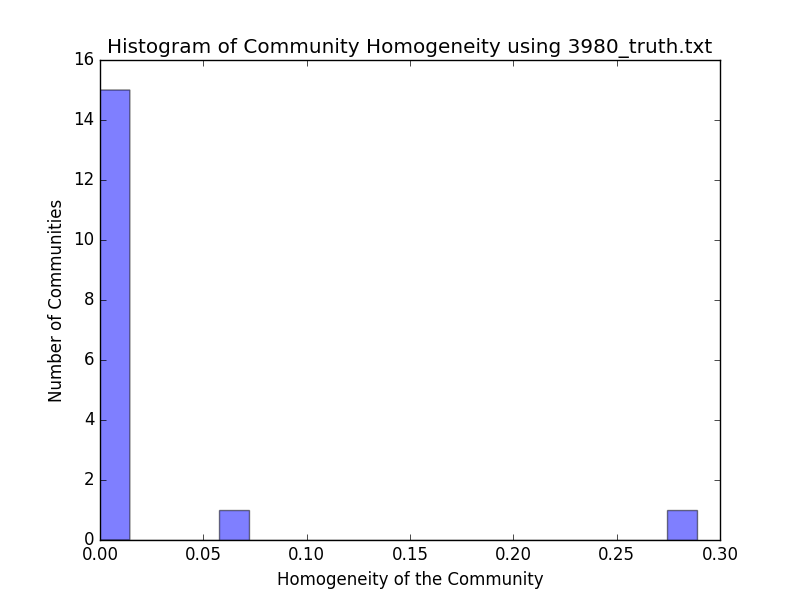 Histogram of Community Homogeneity using 3980_truth.txt
16
14
12
10
8
6
4
2
0
Number of Communities
0.00 0.05 0.10 0.15 0.20 0.25 0.30
Homogeneity of the Community